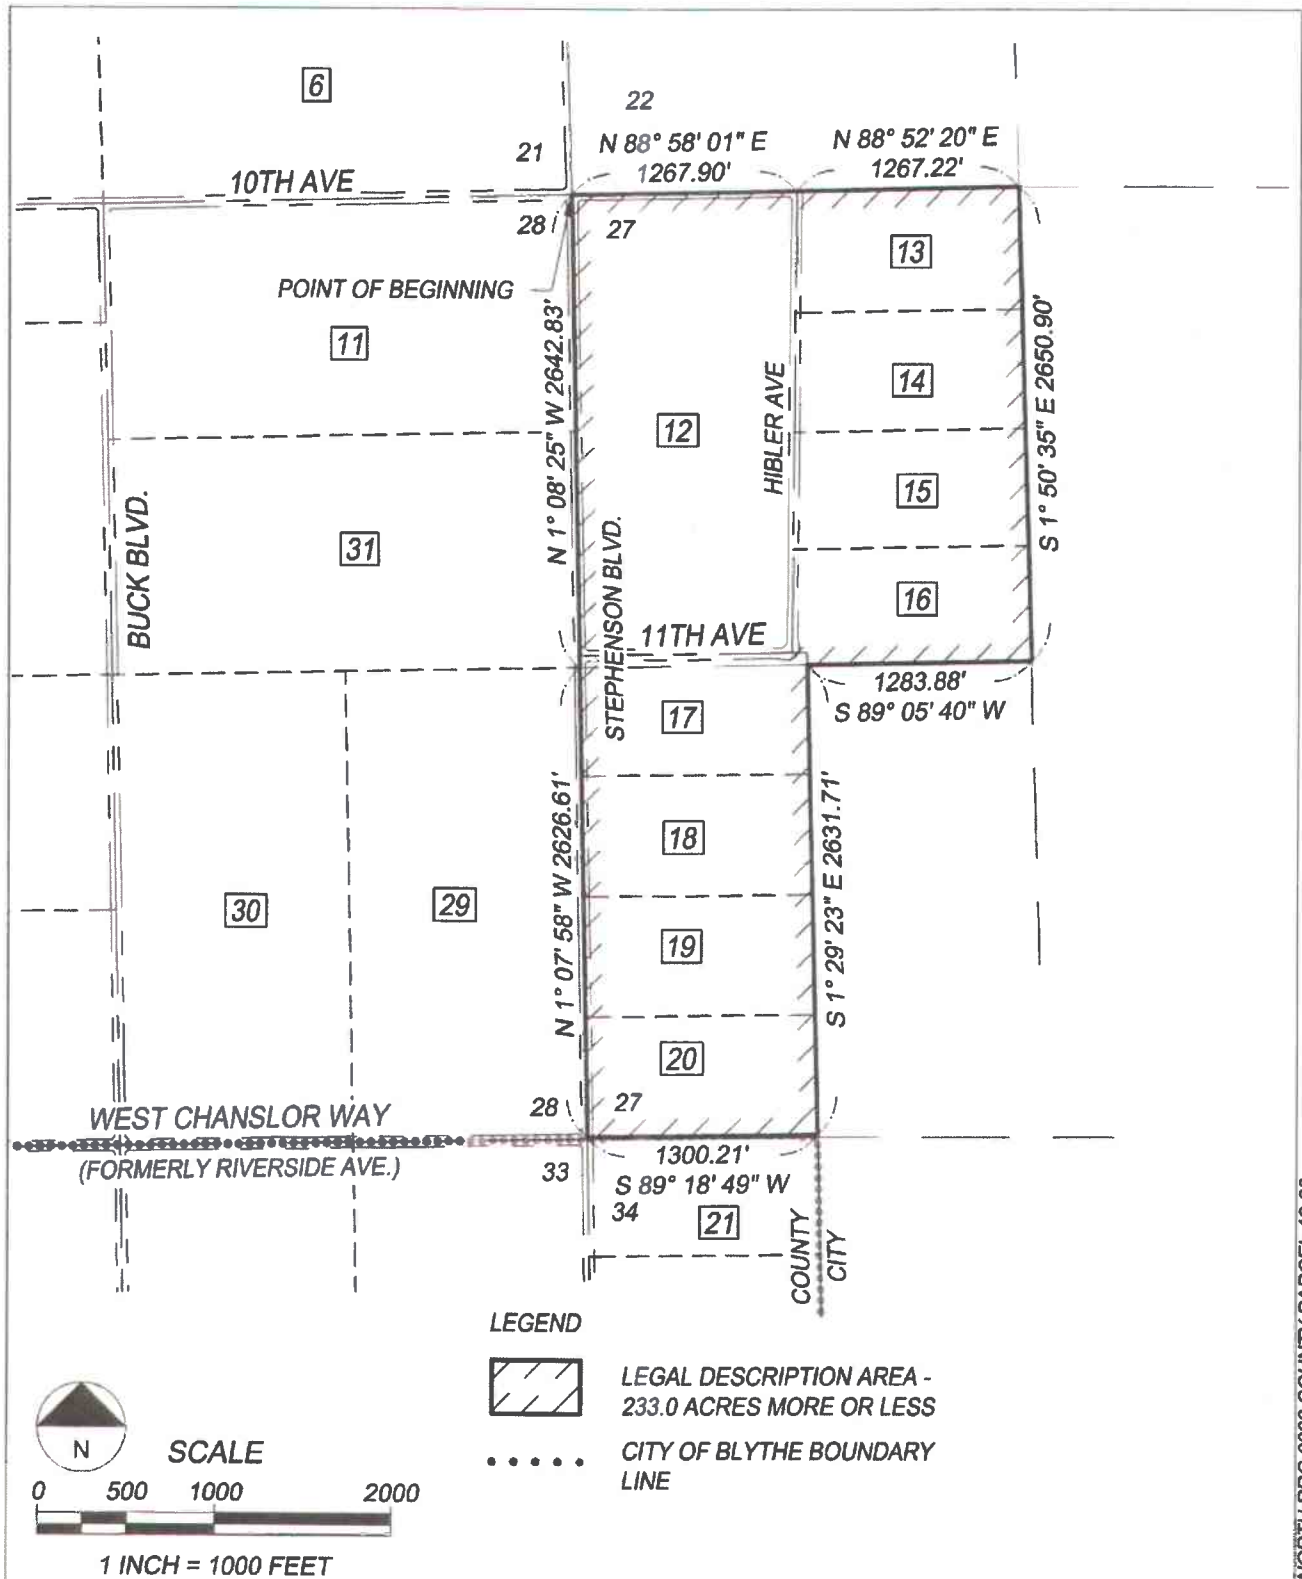 6
22
N 88° 58' 01" E
1267.90'
N 88° 52' 20" E
1267.22'
21
10TH AVE
28
27
13
POINT OF BEGINNING
11
N 1° 08' 25" W 2642.83'
12
HIBLER AVE
14
S 1° 50' 35" E 2650.90'
15
BUCK BLVD.
31
STEPHENSON BLVD.
16
11TH AVE
1283.88'
S 89° 05' 40" W
17
18
N 1° 07' 58" W 2626.61'
S 1° 29' 23" E 2631.71'
30
29
19
20
WEST CHANSLOR WAY
(FORMERLY RIVERSIDE AVE.)
28
27
33
1300.21'
S 89° 18' 49" W
34
21
COUNTY
CITY
LEGEND
LEGAL DESCRIPTION AREA -
233.0 ACRES MORE OR LESS
CITY OF BLYTHE BOUNDARY
LINE
N
SCALE
0 500 1000 2000
1 INCH = 1000 FEET